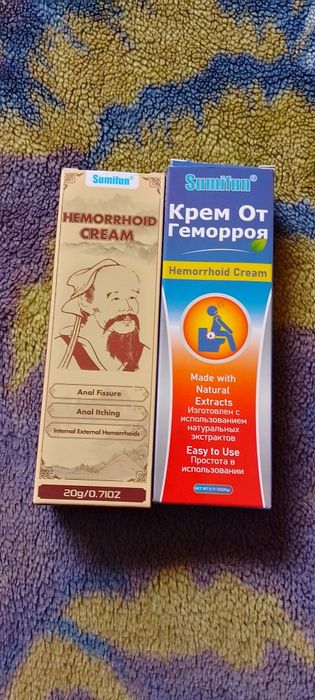 Sumifun®
HEMORRHOID
CREAM
Anal Fissure
Anal Itching
Internal External Hemorrhoids
20g/0.71OZ
Sumifun®
Крем От
Геморроя
Hemorrhoid Cream
Made with
Natural
Extracts
Изготовлен с
использованием
натуральных
экстрактов
Easy to Use
Простота в
использовании